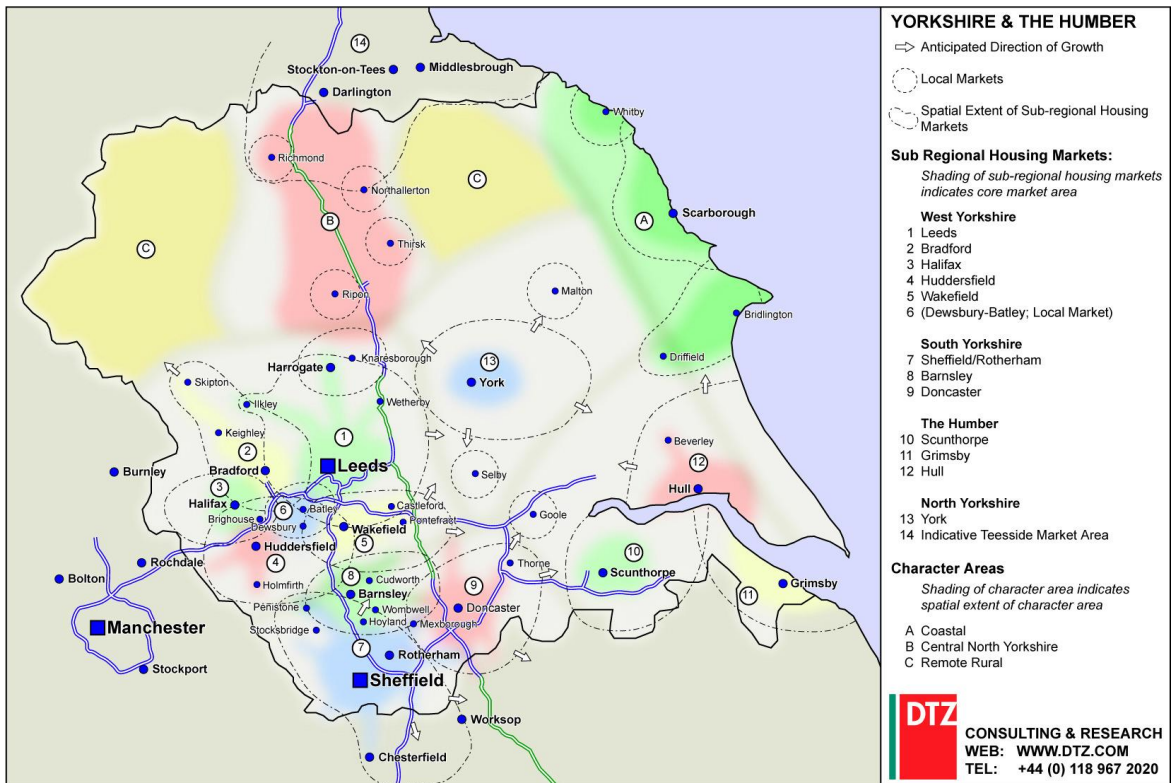 14
Stockton-on-Tees
Middlesbrough
Darlington
Whitby
Richmond
C
Northallerton
B
A
Scarborough
C
Thirsk
Ripon
Malton
Bridlington
Knaresborough
13
Driffield
Harrogate
York
Skipton
Ilkley
Wetherby
Keighley
1
Beverley
2
Bradford
Leeds
Burnley
Selby
12
3
Hull
Halifax
6
Batley
Castleford
Goole
Brighouse
Dewsbury
Wakefield
Pontefract
Huddersfield
5
10
Rochdale
4
Thorne
Bolton
8
Cudworth
Scunthorpe
Holmfirth
9
Grimsby
Barnsley
11
Penistone
Wombwell
Doncaster
Manchester
Stocksbridge
Hoyland
Mexborough
7
Rotherham
Stockport
Sheffield
Worksop
Chesterfield
YORKSHIRE & THE HUMBER
Anticipated Direction of Growth
Local Markets
Spatial Extent of Sub-regional Housing
Markets
Sub Regional Housing Markets:
Shading of sub-regional housing markets
indicates core market area
West Yorkshire
1 Leeds
2 Bradford
3 Halifax
4 Huddersfield
5 Wakefield
6 (Dewsbury-Batley; Local Market)
South Yorkshire
7 Sheffield/Rotherham
8 Barnsley
9 Doncaster
The Humber
10 Scunthorpe
11 Grimsby
12 Hull
North Yorkshire
13 York
14 Indicative Teesside Market Area
Character Areas
Shading of character area indicates
spatial extent of character area
A Coastal
B Central North Yorkshire
C Remote Rural
DTZ
CONSULTING & RESEARCH
WEB: WWW.DTZ.COM
TEL: +44 (0) 118 967 2020